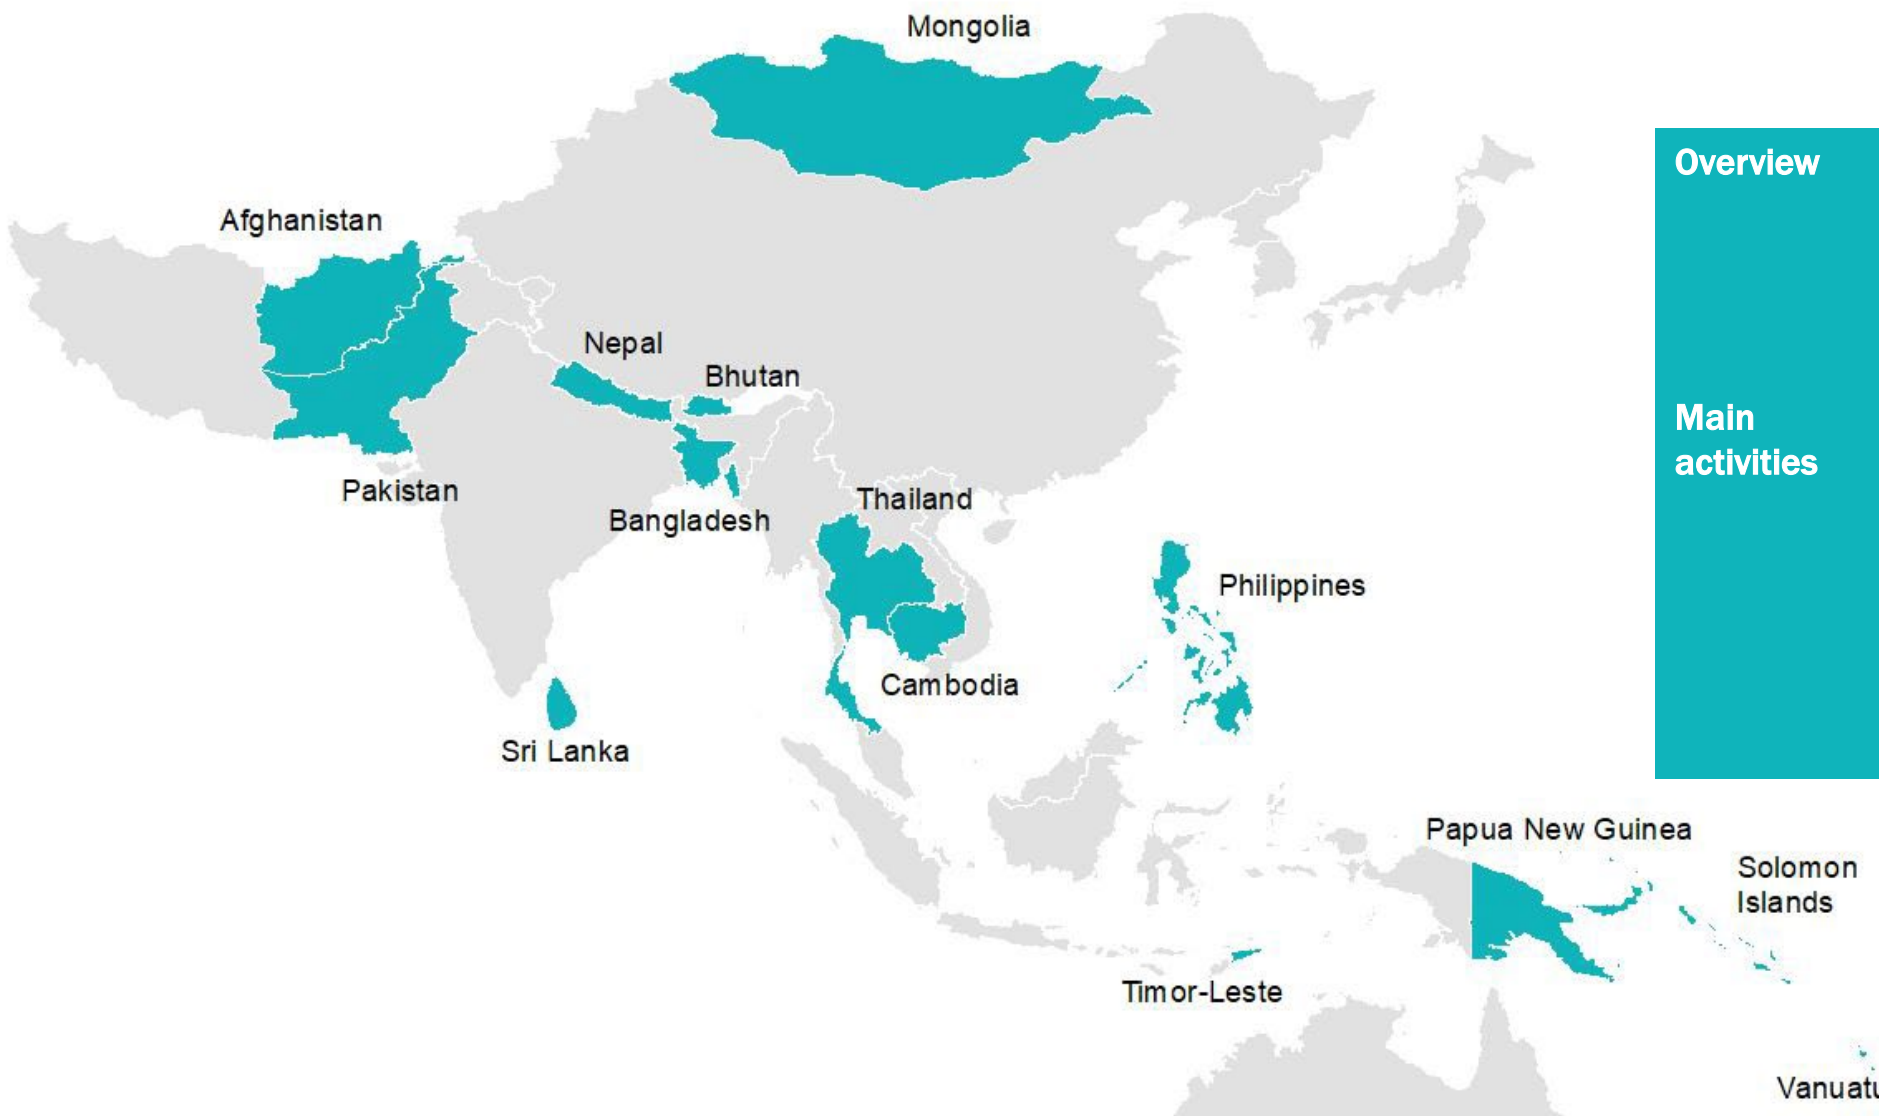 Mongolia
Overview
Afghanistan
Nepal
Bhutan
Main
activities
Pakistan
Thailand
Bangladesh
Philippines
Cambodia
Sri Lanka
Papua New Guinea
Solomon
Islands
Timor-Leste
Vanuatu